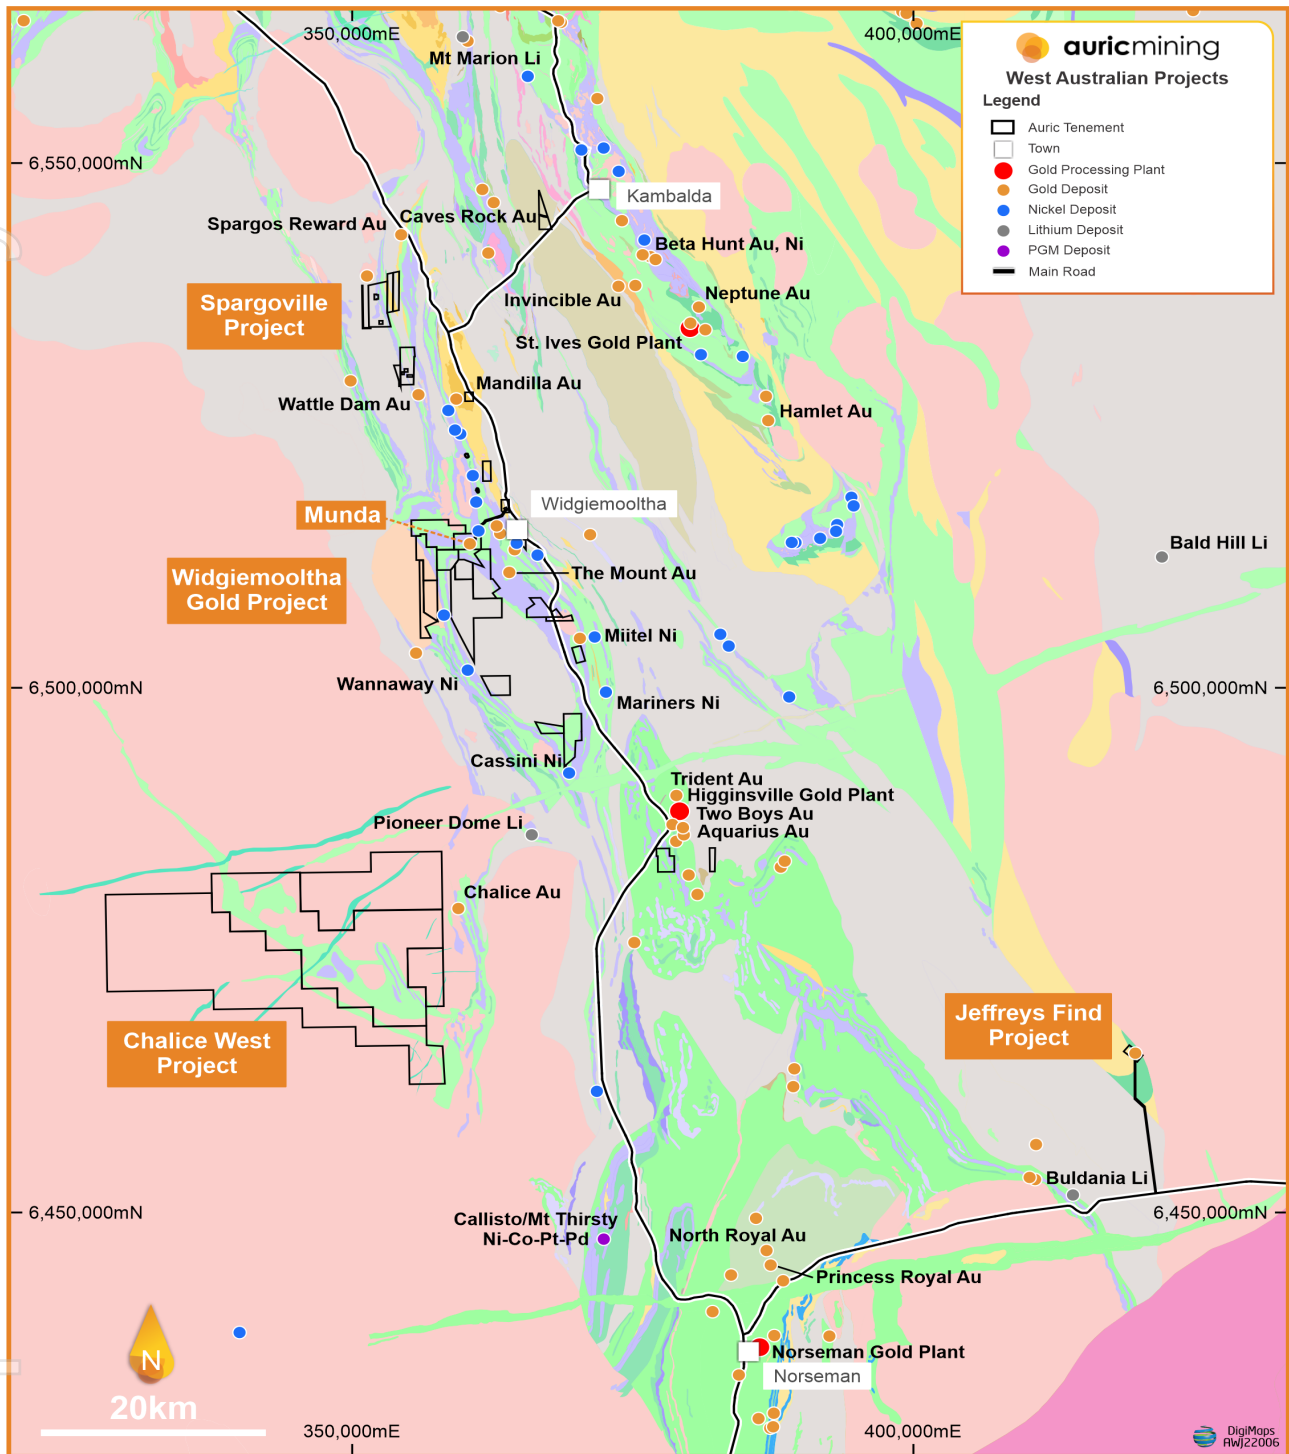 350,000mE
400,000mE
auricmining
West Australian Projects
Legend
Auric Tenement
Town
Gold Processing Plant
Gold Deposit
Nickel Deposit
Lithium Deposit
PGM Deposit
Main Road
Mt Marion Li
6,550,000mN
Kambalda
Caves Rock Au
Spargos Reward Au
Beta Hunt Au, Ni
Neptune Au
Invincible Au
Spargoville
Project
St. Ives Gold Plant
Mandilla Au
Wattle Dam Au
Hamlet Au
Widgiemooltha
Munda
Bald Hill Li
The Mount Au
Widgiemooltha
Gold Project
Miitel Ni
Wannaway Ni
6,500,000mN
6,500,000mN
Mariners Ni
Cassini Ni
Trident Au
Higginsville Gold Plant
Two Boys Au
Pioneer Dome Li
Aquarius Au
Chalice Au
Jeffreys Find
Project
Chalice West
Project
Buldania Li
6,450,000mN
6,450,000mN
Callisto/Mt Thirsty
Ni-Co-Pt-Pd
North Royal Au
Princess Royal Au
Norseman Gold Plant
Norseman
N
20km
350,000mE
400,000mE
DigiMaps
AWJ22006